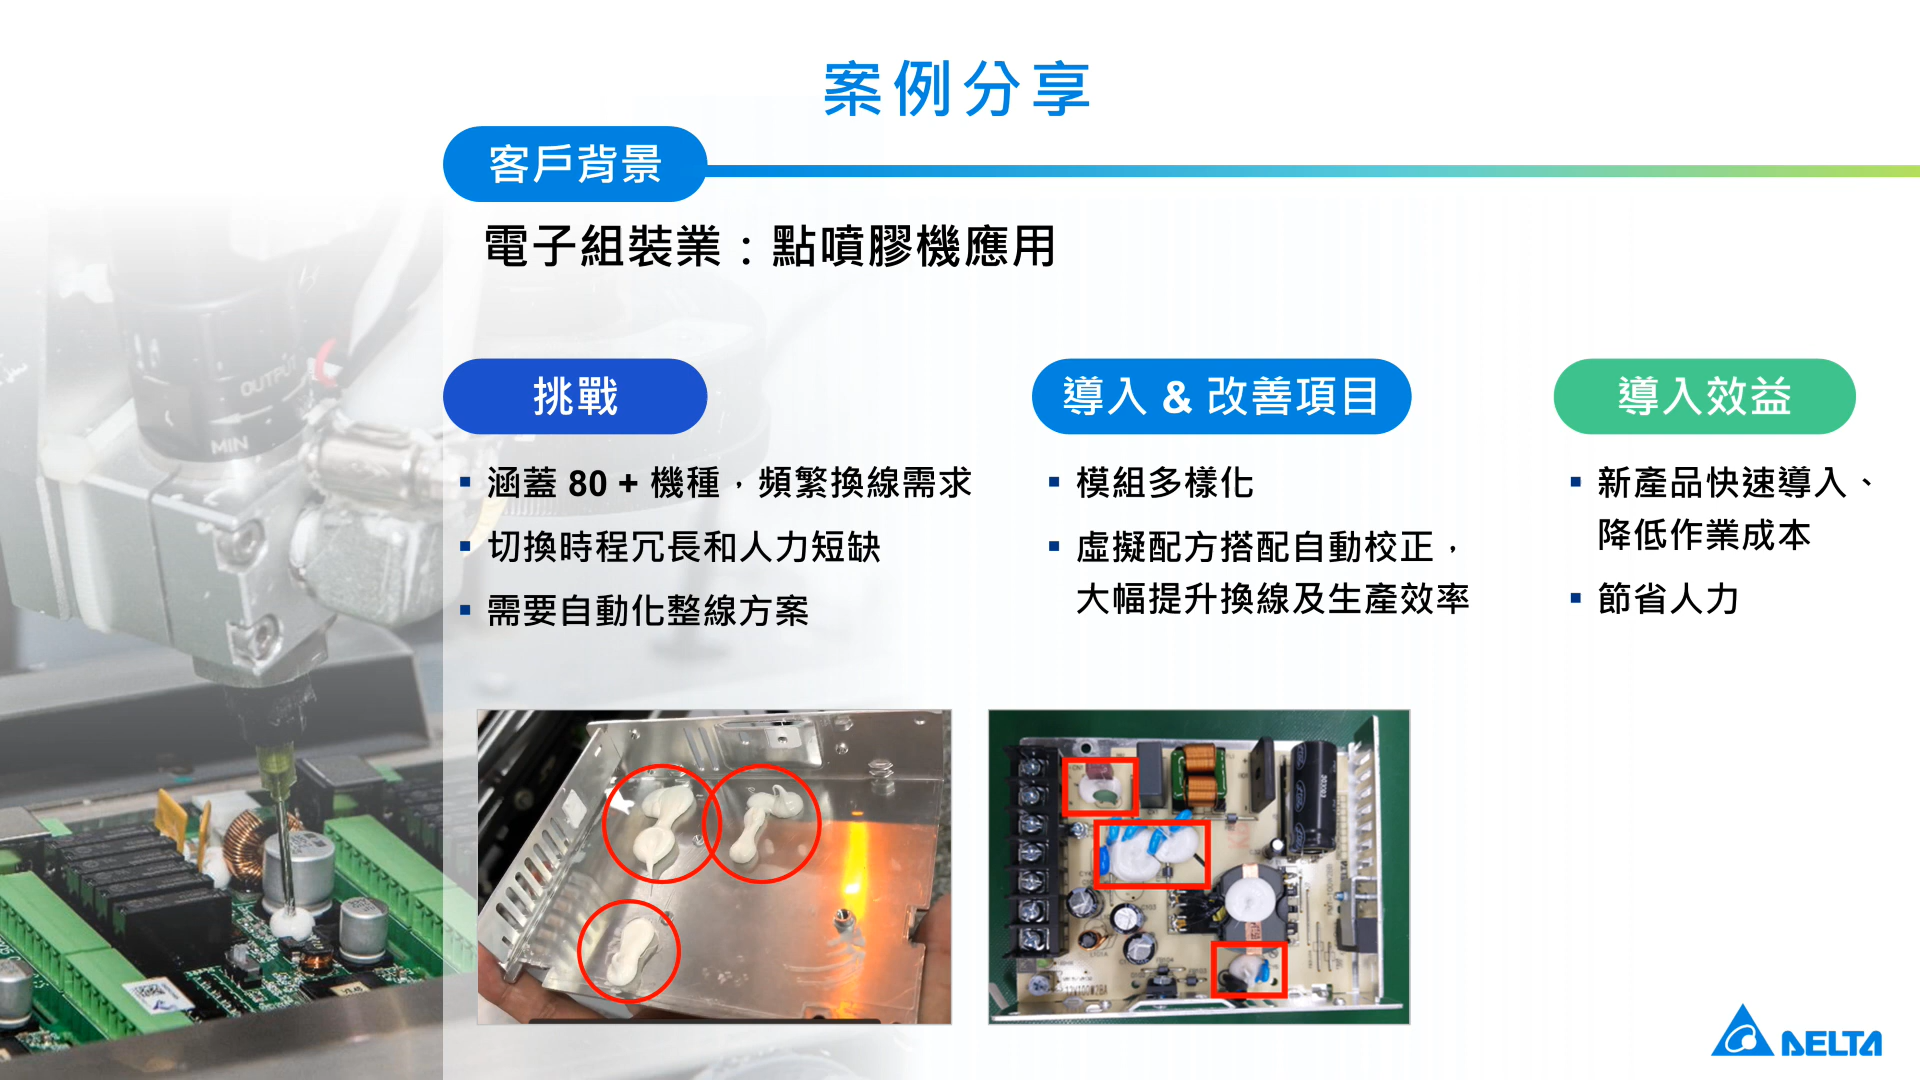 案例分享
客戶背景
電子組裝業：點噴膠機應用
挑戰
▪ 涵蓋 80 + 機種，頻繁換線需求
▪ 切換時程冗長和人力短缺
▪ 需要自動化整線方案
導入 & 改善項目
▪ 模組多樣化
▪ 虛擬配方搭配自動校正，
大幅提升換線及生產效率
導入效益
▪ 新產品快速導入、
降低作業成本
▪ 節省人力
OUTPUT
MIN
DELTA